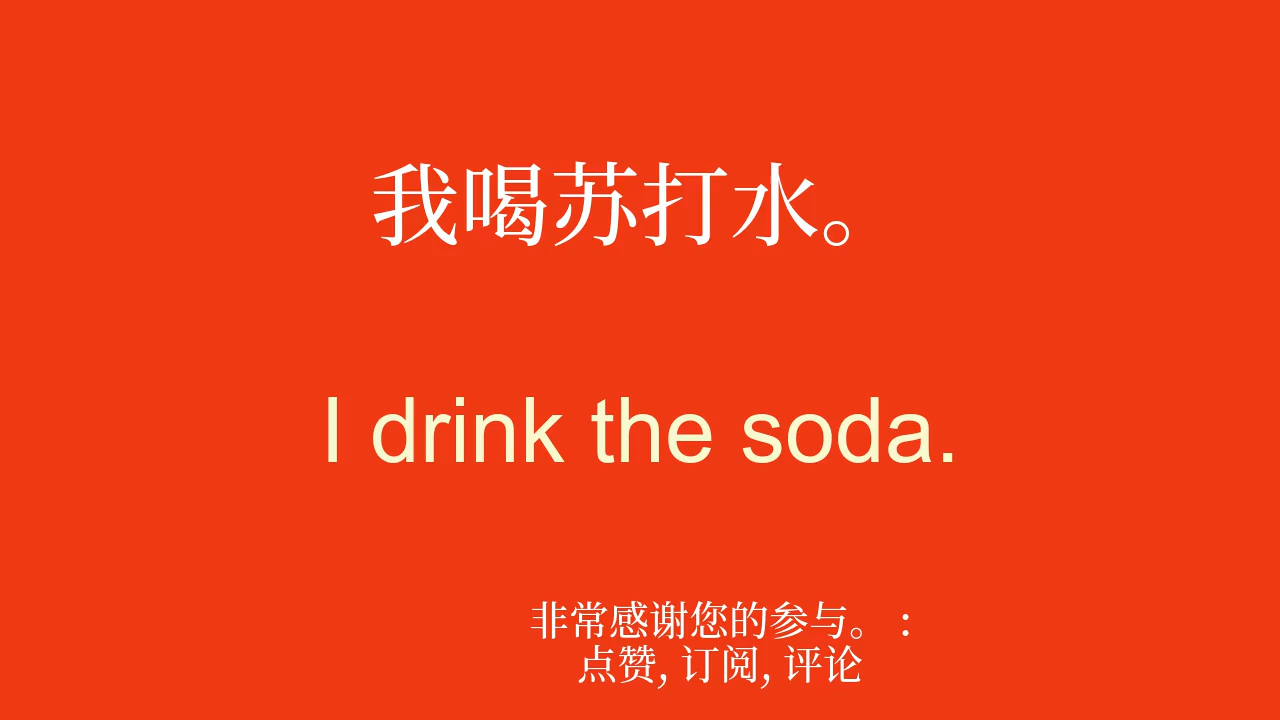 我喝苏打水。
I drink the soda.
非常感谢您的参与。 :
点赞, 订阅, 评论